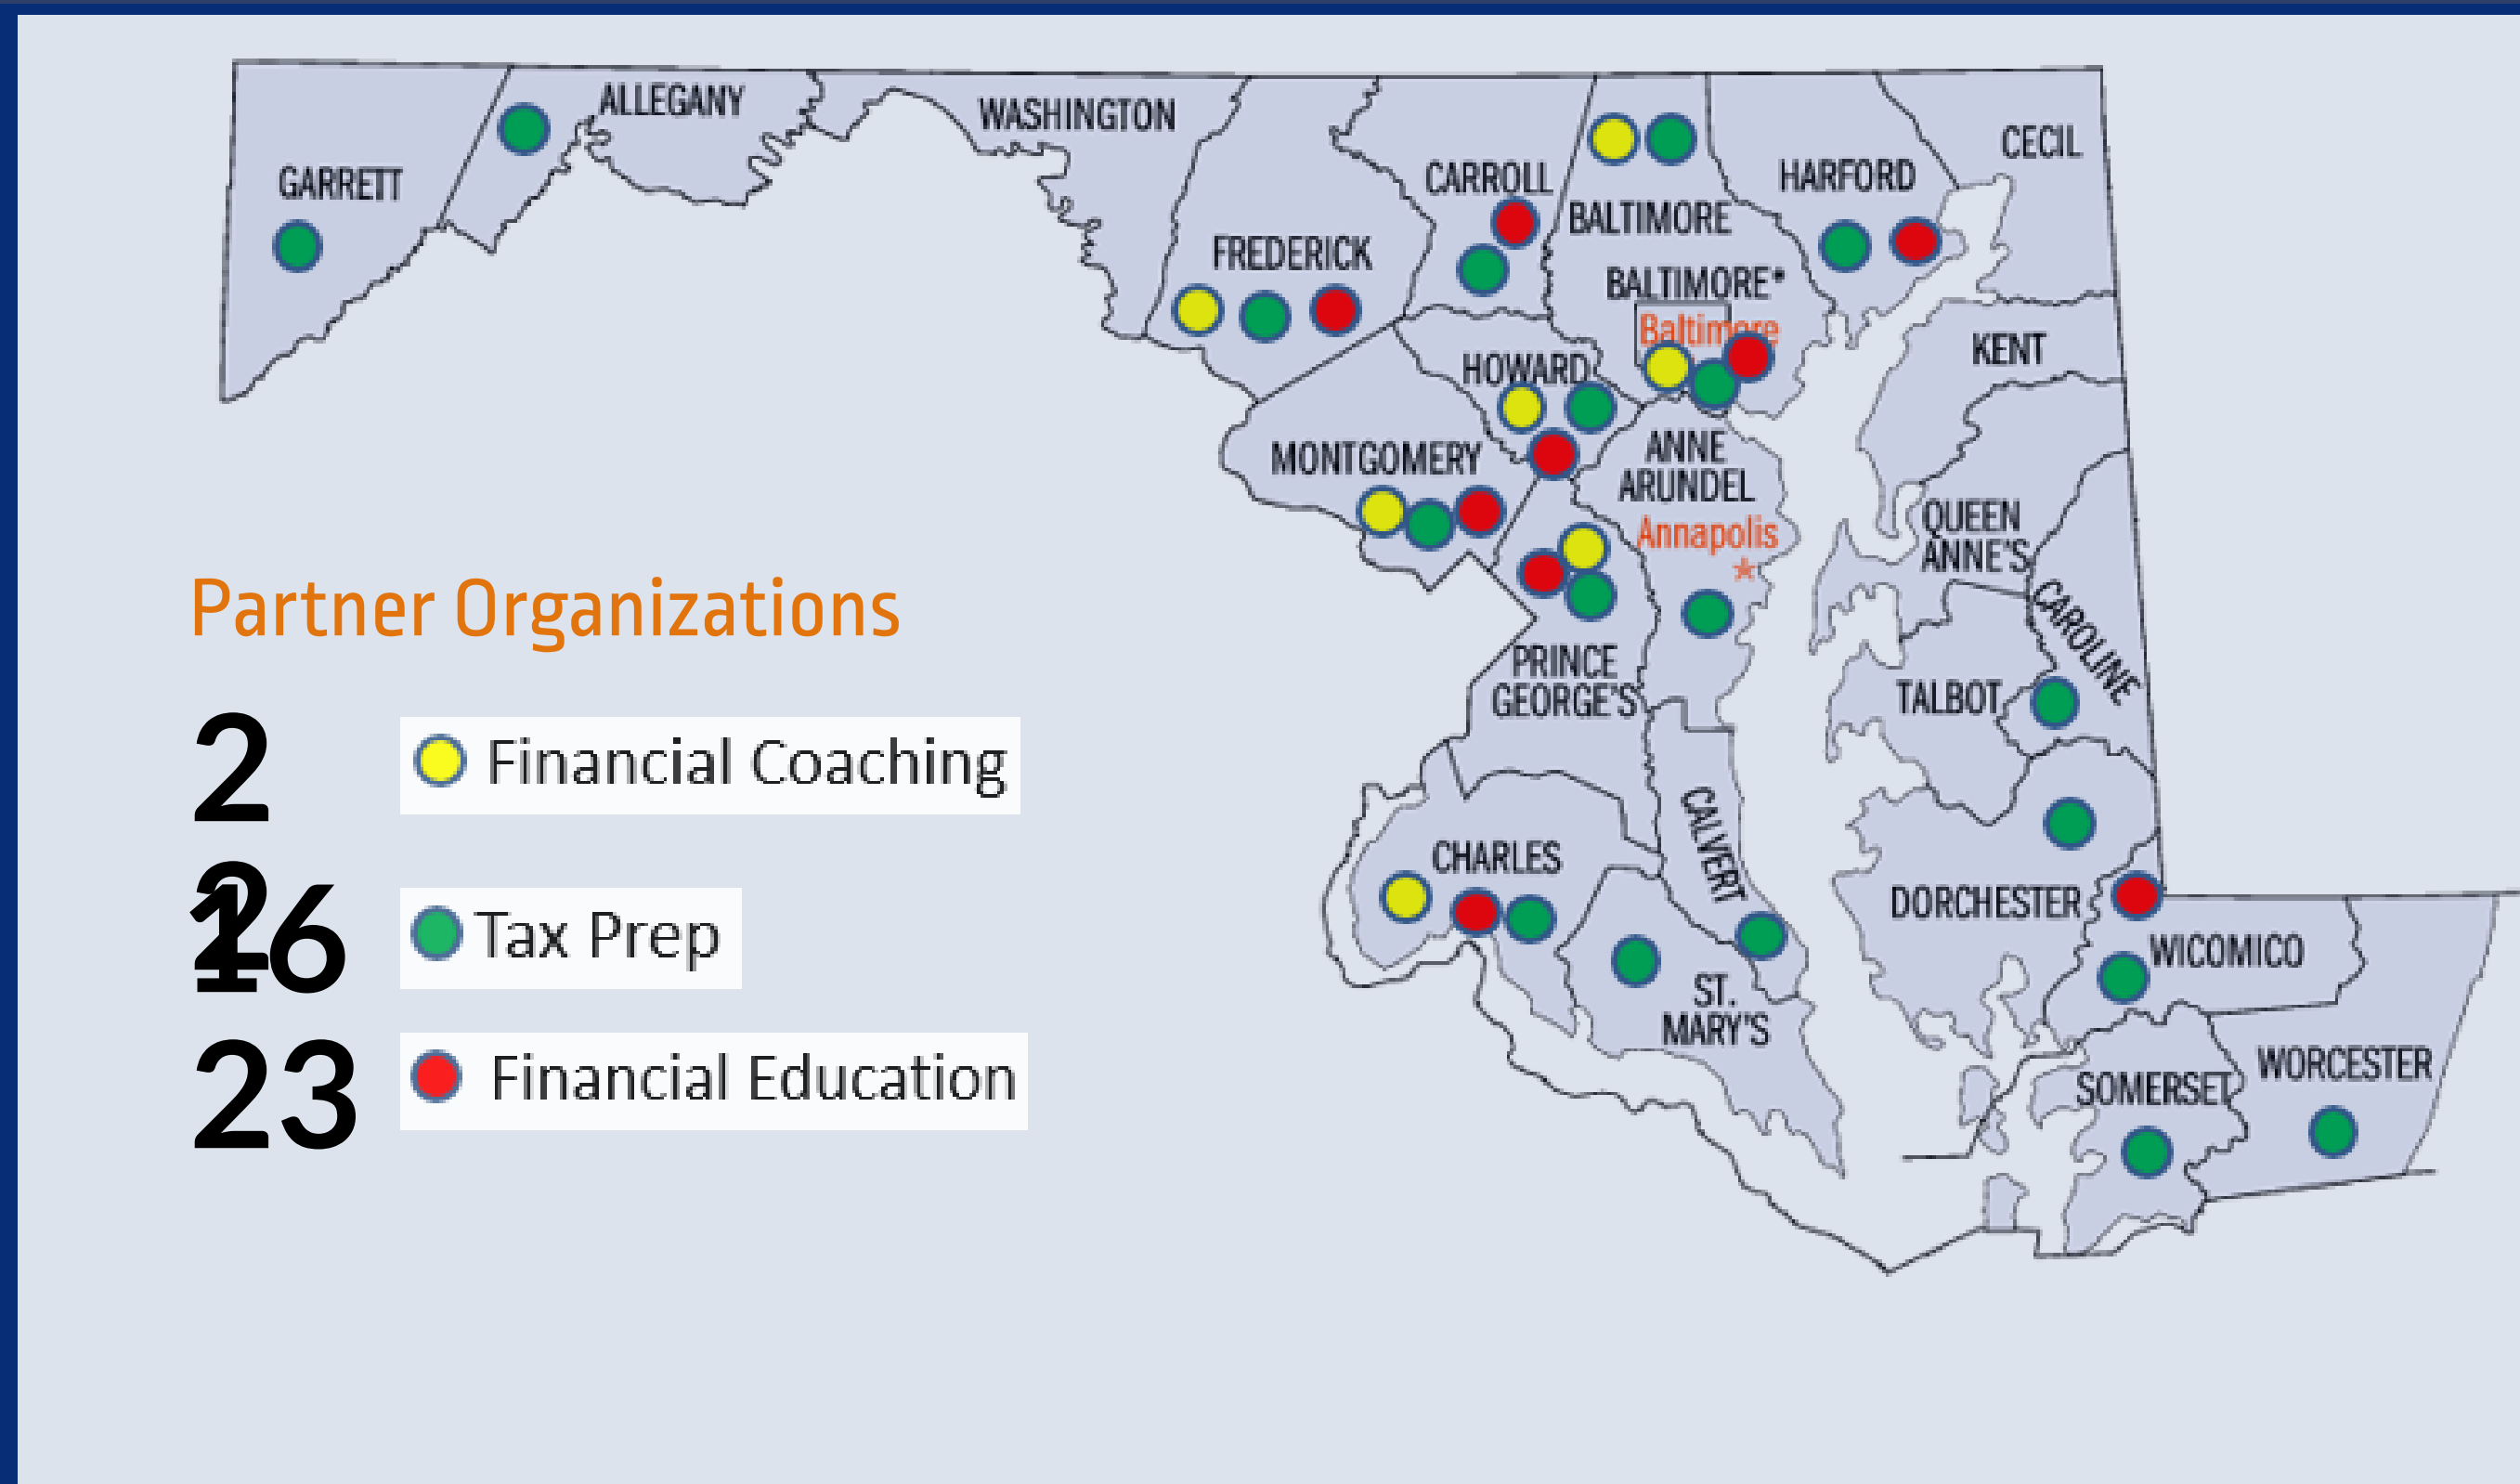 ALLEGANY
WASHINGTON
CECIL
GARRETT
CARROLL
HARFORD
BALTIMORE
FREDERICK
BALTIMORE*
Baltimore
HOWARD
KENT
MONTGOMERY
ANNE
ARUNDEL
Annapolis
*
QUEEN
ANNE'S
CAROLINE
PRINCE
GEORGE'S
TALBOT
CALVERT
CHARLES
DORCHESTER
WICOMICO
ST.
MARY'S
SOMERSET
WORCESTER
Partner Organizations
2
2
Financial Coaching
16
Tax Prep
23
Financial Education